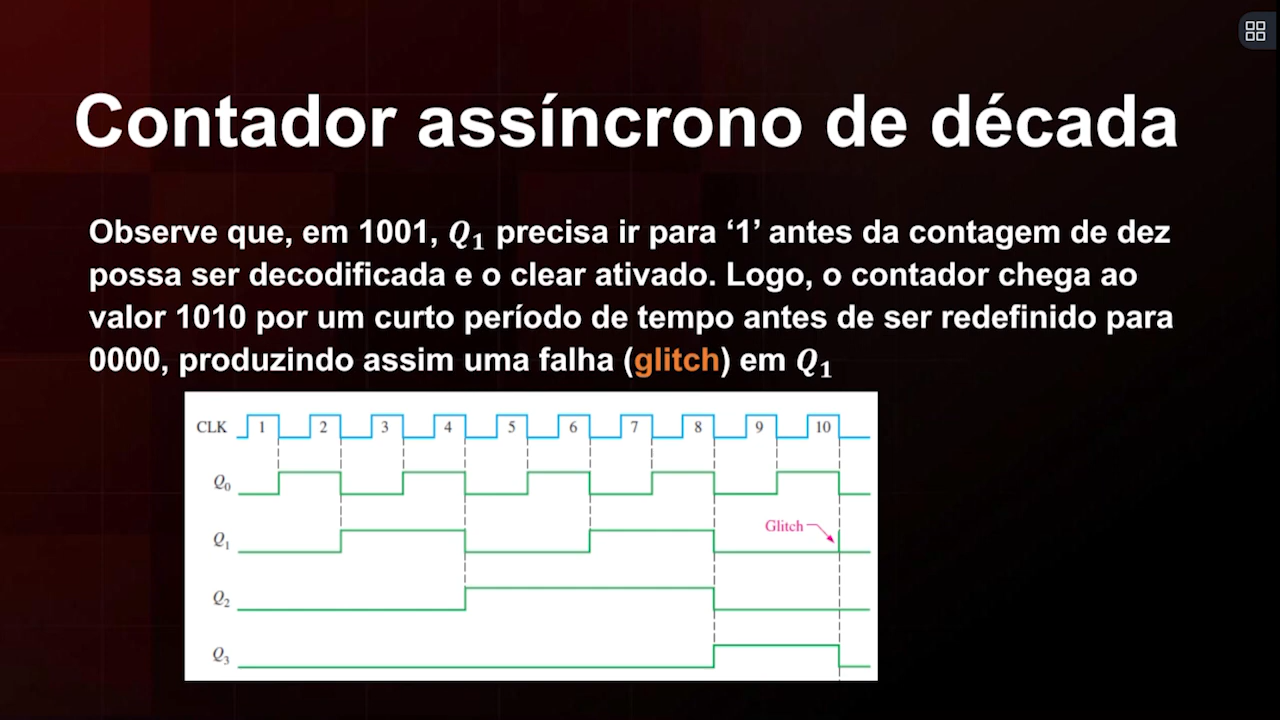 Contador assíncrono de década
Observe que, em 1001, Q₁ precisa ir para ‘1’ antes da contagem de dez
possa ser decodificada e o clear ativado. Logo, o contador chega ao
valor 1010 por um curto período de tempo antes de ser redefinido para
0000, produzindo assim uma falha (glitch) em Q₁
CLK 1 2 3 4 5 6 7 8 9 10
Q₀
Glitch
Q₁
Q₂
Q₃